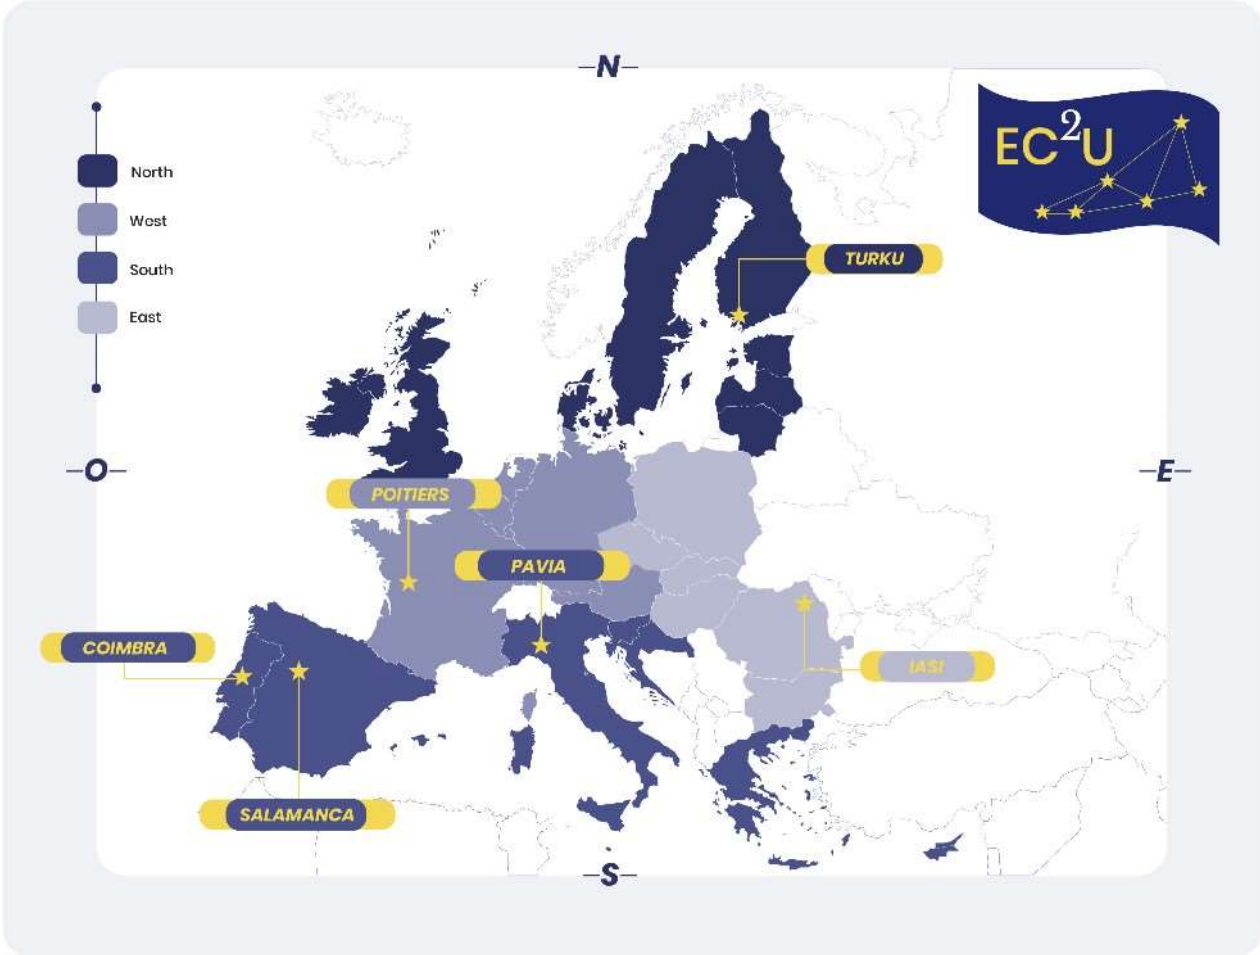 N
North
West
South
East
EC²U
TURKU
O
E
POITIERS
PAVIA
COIMBRA
IASI
SALAMANCA
S